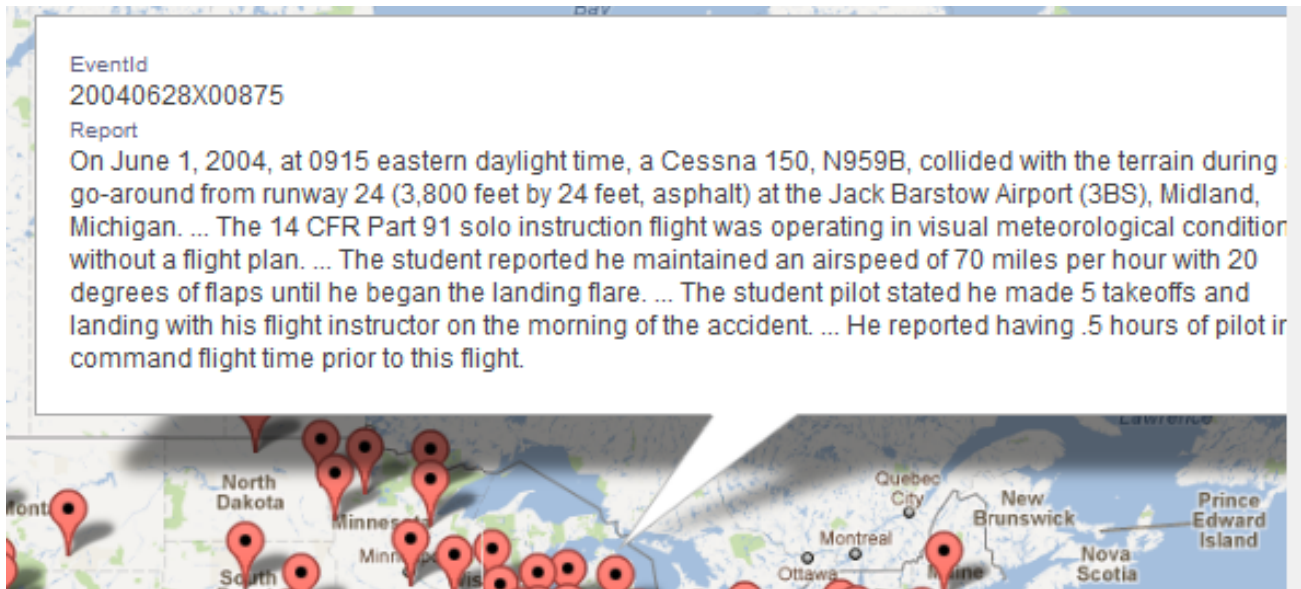 Bay
EventId
20040628X00875
Report
On June 1, 2004, at 0915 eastern daylight time, a Cessna 150, N959B, collided with the terrain during
go-around from runway 24 (3,800 feet by 24 feet, asphalt) at the Jack Barstow Airport (3BS), Midland,
Michigan. ... The 14 CFR Part 91 solo instruction flight was operating in visual meteorological condition
without a flight plan. ... The student reported he maintained an airspeed of 70 miles per hour with 20
degrees of flaps until he began the landing flare. ... The student pilot stated he made 5 takeoffs and
landing with his flight instructor on the morning of the accident. ... He reported having .5 hours of pilot in
command flight time prior to this flight.
Lawrence
North
Dakota
Mont
Minnesota
Quebec
City
New
Brunswick
Prince
Edward
Island
Montreal
Nova
Scotia
Ottawa
Maine
South